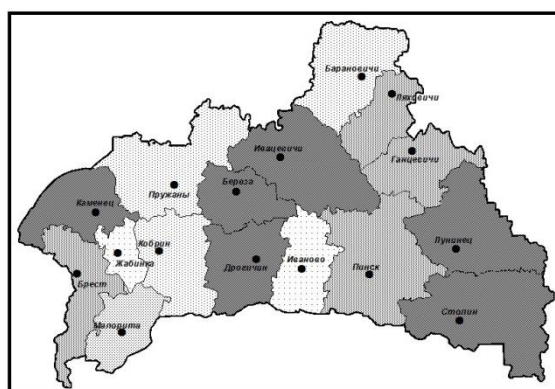 Барановичи
Ляховичи
Ивацевичи
Ганцевичи
Береза
Пружаны
Каменец
Кобрин
Жабинка
Лунинец
Дрогичин
Иваново
Пинск
Брест
Столин
Малорита